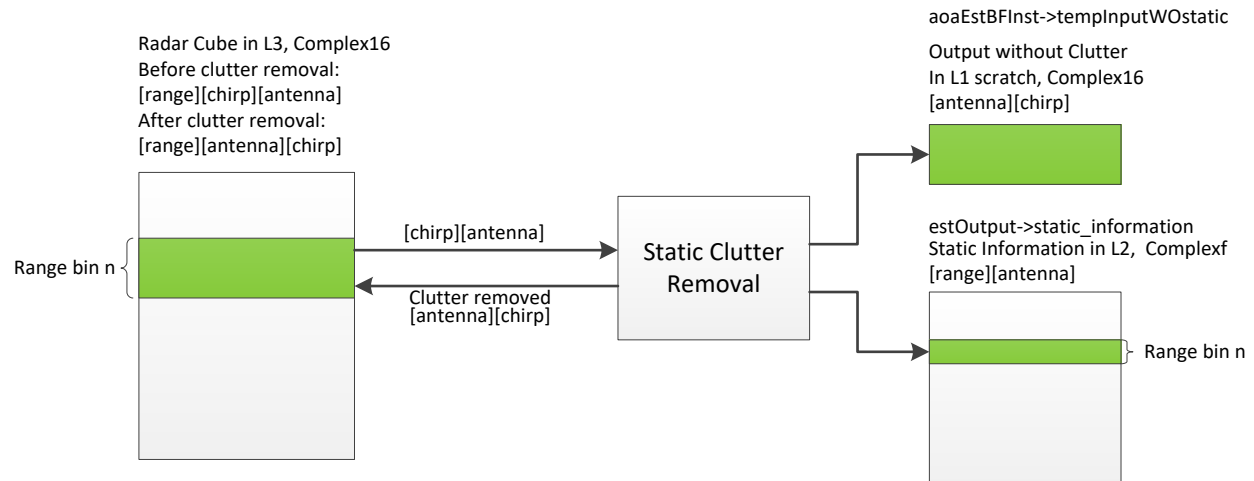 Radar Cube in L3, Complex16
Before clutter removal:
[range][chirp][antenna]
After clutter removal:
[range][antenna][chirp]
Range bin n
[chirp][antenna]
Clutter removed
[antenna][chirp]
Static Clutter
Removal
aoaEstBFInst->tempInputWOstatic
Output without Clutter
In L1 scratch, Complex16
[antenna][chirp]
estOutput->static_information
Static Information in L2,  Complexf
[range][antenna]
Range bin n